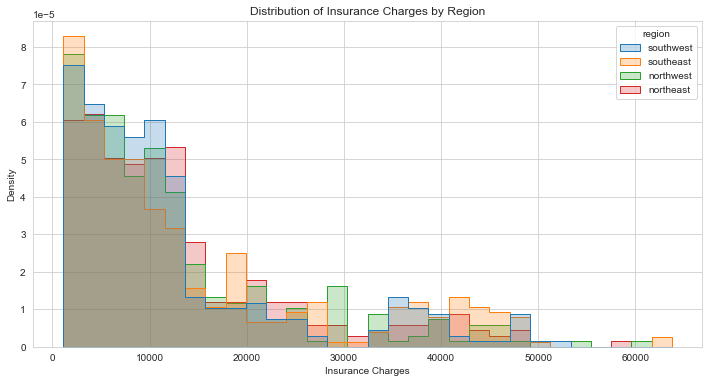 Distribution of Insurance Charges by Region
1e−5
region
southwest
southeast
northwest
northeast
8
7
6
5
4
3
2
1
0
Density
0 10000 20000 30000 40000 50000 60000
Insurance Charges